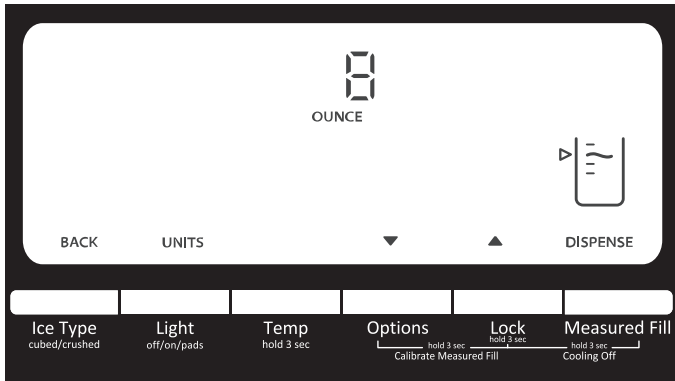 8
OUNCE
BACK UNITS ▼ ▲ DISPENSE
Ice Type Light Temp Options Lock Measured Fill
cubed/crushed off/on/pads hold 3 sec hold 3 sec hold 3 sec hold 3 sec
Calibrate Measured Fill Cooling Off